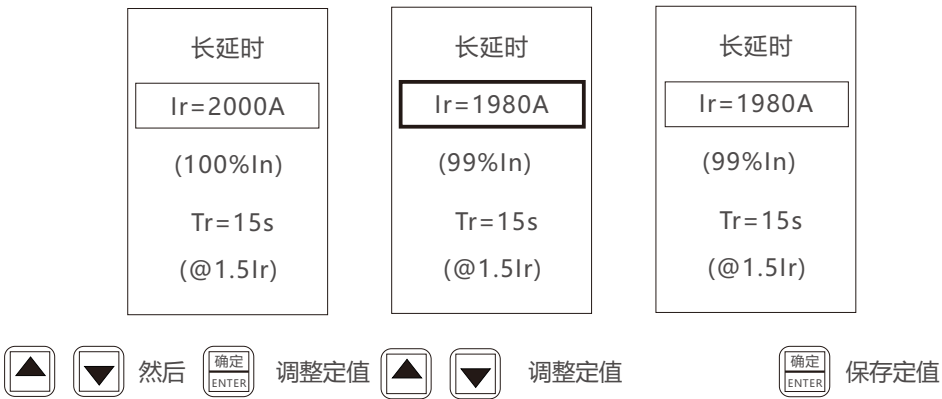 长延时
Ir=2000A
(100%In)
Tr=15s
(@1.5Ir)
长延时
Ir=1980A
(99%In)
Tr=15s
(@1.5Ir)
长延时
Ir=1980A
(99%In)
Tr=15s
(@1.5Ir)
然后 确定 ENTER 调整定值 调整定值 确定 ENTER 保存定值